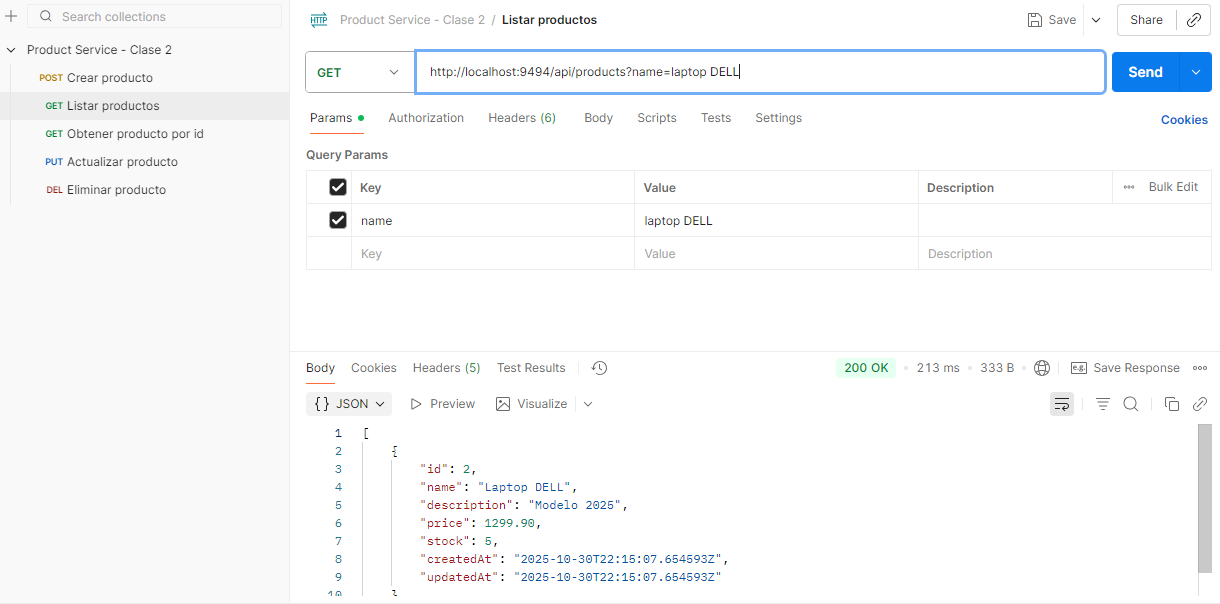 Search collections
Product Service - Clase 2
POST Crear producto
GET Listar productos
GET Obtener producto por id
PUT Actualizar producto
DEL Eliminar producto
HTTP Product Service - Clase 2 / Listar productos
Save
Share
GET
http://localhost:9494/api/products?name=laptop DELL
Send
Params Authorization Headers (6) Body Scripts Tests Settings
Cookies
Query Params
Key Value Description Bulk Edit
name laptop DELL
Key Value Description
Body Cookies Headers (5) Test Results
200 OK 213 ms 333 B e.g. Save Response
{} JSON Preview Visualize
1 [
2 {
3 "id": 2,
4 "name": "Laptop DELL",
5 "description": "Modelo 2025",
6 "price": 1299.90,
7 "stock": 5,
8 "createdAt": "2025-10-30T22:15:07.654593Z",
9 "updatedAt": "2025-10-30T22:15:07.654593Z"
10 }